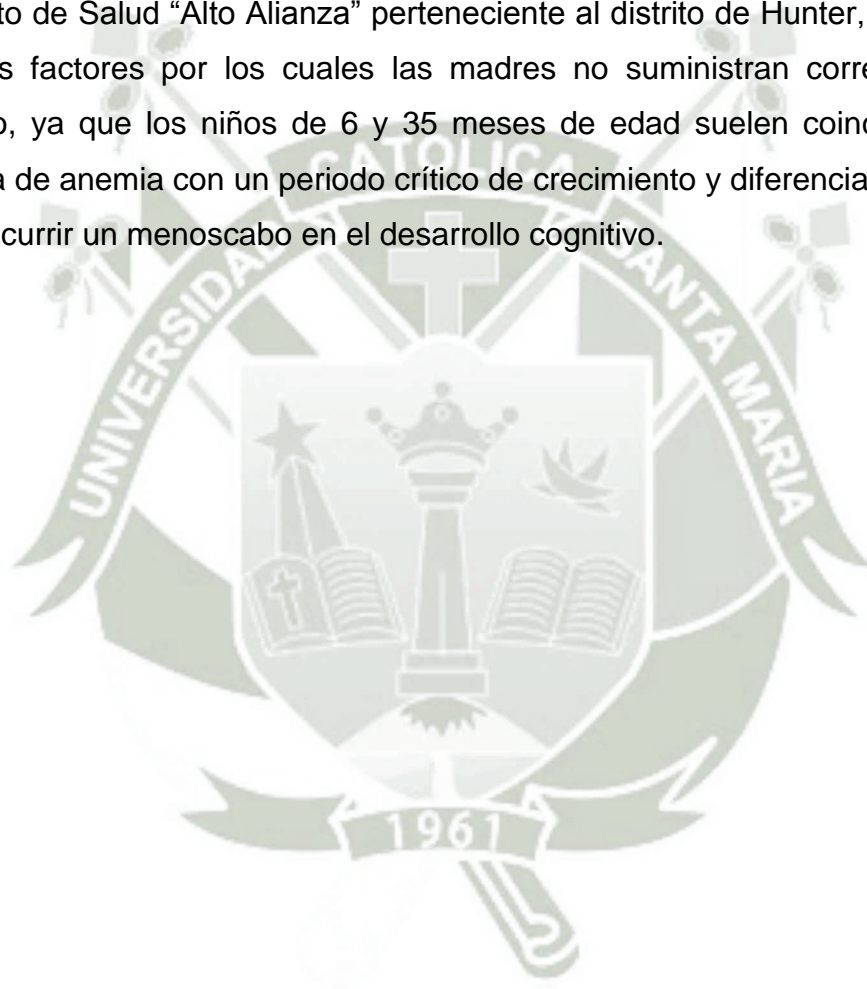 to de Salud “Alto Alianza” perteneciente al distrito de Hunter,
s factores por los cuales las madres no suministran corre
o, ya que los niños de 6 y 35 meses de edad suelen coinc
a de anemia con un periodo crítico de crecimiento y diferencia
currir un menoscabo en el desarrollo cognitivo.
UNIVERSIDAD CATOLICA SANTA MARIA
1961